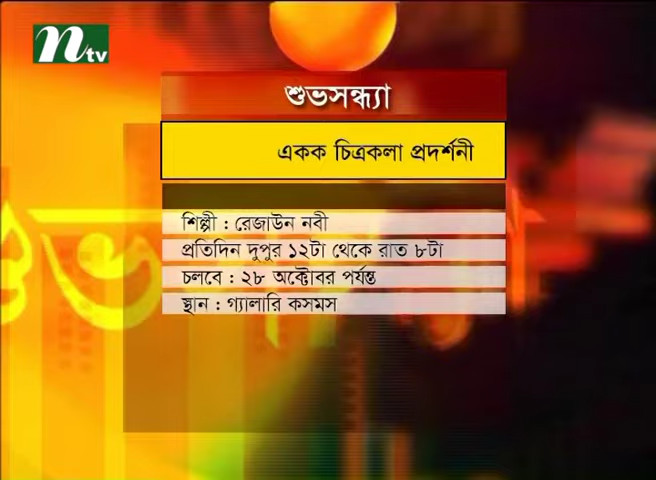 ntv
শুভসন্ধ্যা
একক চিত্রকলা প্রদর্শনী
শিল্পী : রেজাউন নবী
প্রতিদিন দুপুর ১২টা থেকে রাত ৮টা
চলবে : ২৮ অক্টোবর পর্যন্ত
স্থান : গ্যালারি কসমস